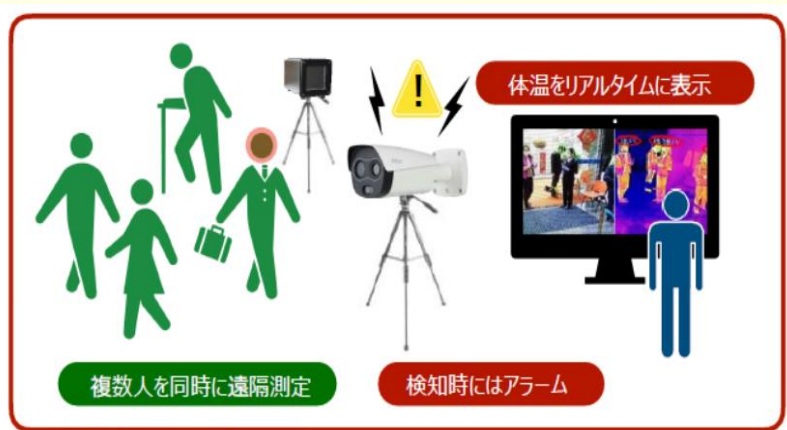 体温をリアルタイムに表示
複数人を同時に遠隔測定
検知時にはアラーム